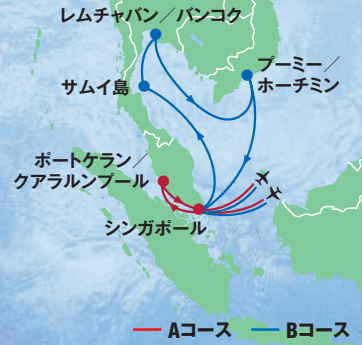 レムチャバン／バンコク
プーミー／
ホーチミン
サムイ島
ポートケラン／
クアラルンプール
シンガポール
Aコース Bコース